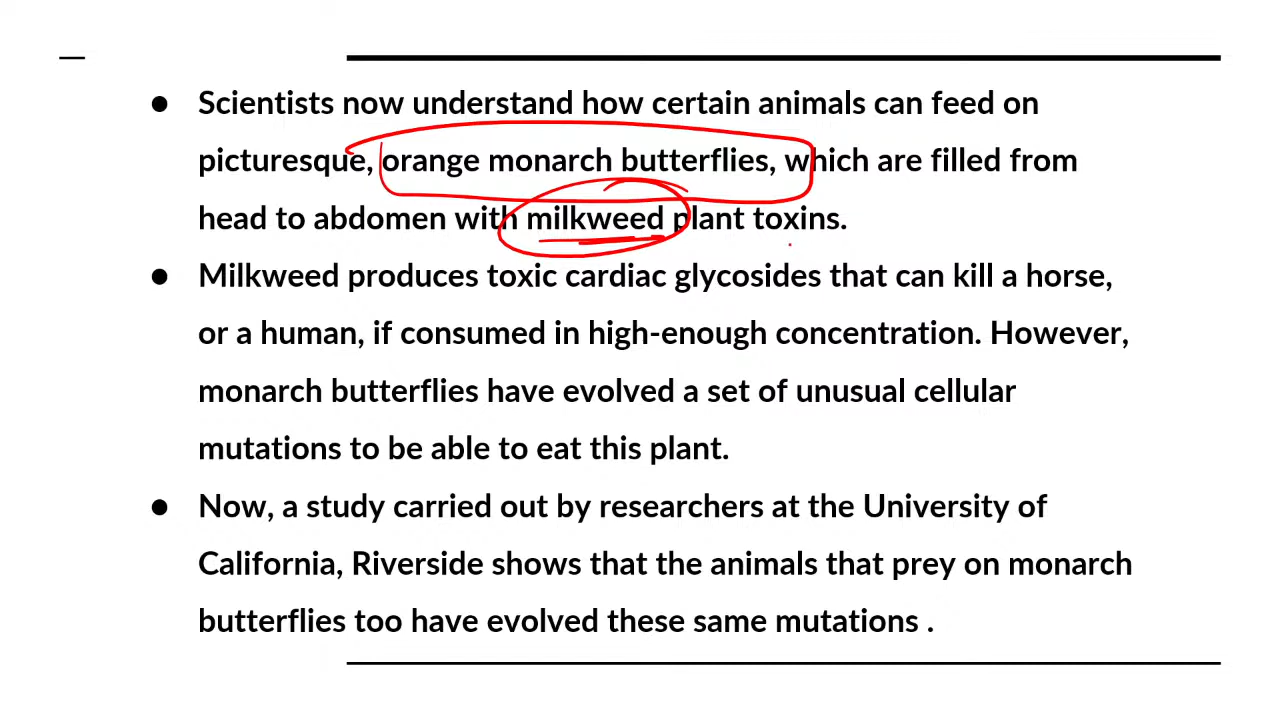 ● Scientists now understand how certain animals can feed on
picturesque, orange monarch butterflies, which are filled from
head to abdomen with milkweed plant toxins.
● Milkweed produces toxic cardiac glycosides that can kill a horse,
or a human, if consumed in high-enough concentration. However,
monarch butterflies have evolved a set of unusual cellular
mutations to be able to eat this plant.
● Now, a study carried out by researchers at the University of
California, Riverside shows that the animals that prey on monarch
butterflies too have evolved these same mutations .